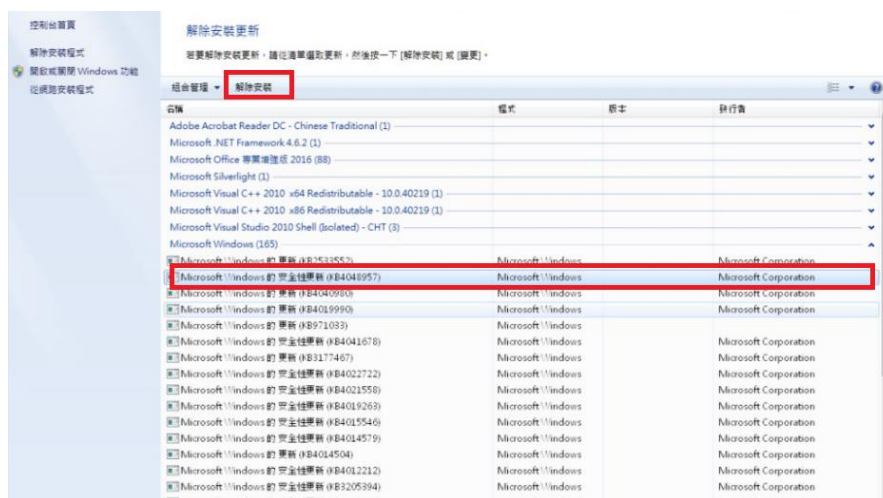 控制台首頁
解除安裝程式
開啟或關閉 Windows 功能
從網路安裝程式
解除安裝更新
若要解除安裝更新，請從清單選取更新，然後按一下 [解除安裝] 或 [變更]。
組合管理 解除安裝
名稱 程式 版本 發行者
Adobe Acrobat Reader DC - Chinese Traditional (1)
Microsoft .NET Framework 4.6.2 (1)
Microsoft Office 專業增強版 2016 (88)
Microsoft Silverlight (1)
Microsoft Visual C++ 2010 x64 Redistributable - 10.0.40219 (1)
Microsoft Visual C++ 2010 x86 Redistributable - 10.0.40219 (1)
Microsoft Visual Studio 2010 Shell (Isolated) - CHT (3)
Microsoft Windows (165)
Microsoft Windows 的 更新 (KB2533552) Microsoft Windows Microsoft Corporation
Microsoft Windows 的 安全性更新 (KB4048957) Microsoft Windows Microsoft Corporation
Microsoft Windows 的 更新 (KB4040980) Microsoft Windows Microsoft Corporation
Microsoft Windows 的 更新 (KB4019990) Microsoft Windows Microsoft Corporation
Microsoft Windows 的 更新 (KB971033) Microsoft Windows
Microsoft Windows 的 安全性更新 (KB4041678) Microsoft Windows Microsoft Corporation
Microsoft Windows 的 更新 (KB3177467) Microsoft Windows Microsoft Corporation
Microsoft Windows 的 安全性更新 (KB4022722) Microsoft Windows Microsoft Corporation
Microsoft Windows 的 安全性更新 (KB4021558) Microsoft Windows Microsoft Corporation
Microsoft Windows 的 安全性更新 (KB4019263) Microsoft Windows Microsoft Corporation
Microsoft Windows 的 安全性更新 (KB4015546) Microsoft Windows Microsoft Corporation
Microsoft Windows 的 安全性更新 (KB4014579) Microsoft Windows Microsoft Corporation
Microsoft Windows 的 更新 (KB4014504) Microsoft Windows Microsoft Corporation
Microsoft Windows 的 安全性更新 (KB4012212) Microsoft Windows Microsoft Corporation
Microsoft Windows 的 安全性更新 (KB3205394) Microsoft Windows Microsoft Corporation